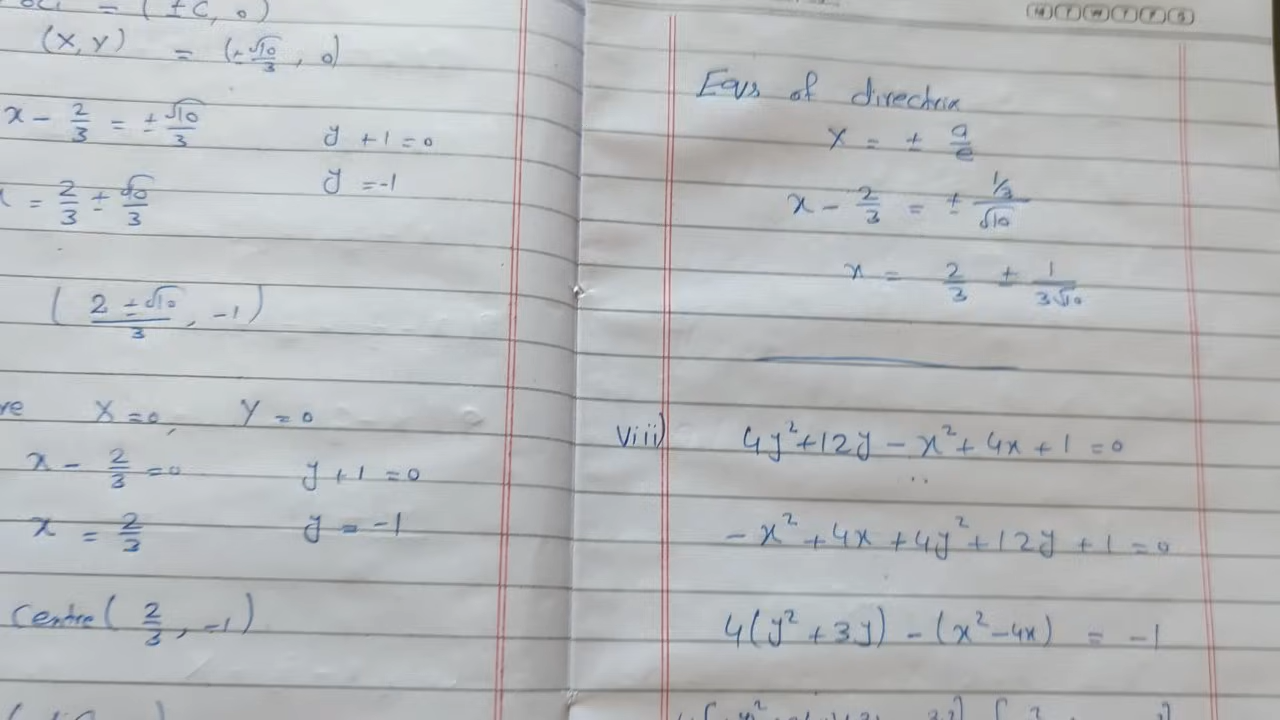 = (±c, 0)
(X, Y) = (±√10/3, 0)
x - 2/3 = ±√10/3 y + 1 = 0
= 2/3 ± √10/3 y = -1
(2 ± √10/3, -1)
X = 0, Y = 0
x - 2/3 = 0 y + 1 = 0
x = 2/3 y = -1
Centre (2/3, -1)
Eqs of directrix
X = ± a/e
x - 2/3 = ± 1/3/√10
x = 2/3 ± 1/3√10
viii) 4y² + 12y - x² + 4x + 1 = 0
- x² + 4x + 4y² + 12y + 1 = 0
4(y² + 3y) - (x² - 4x) = -1